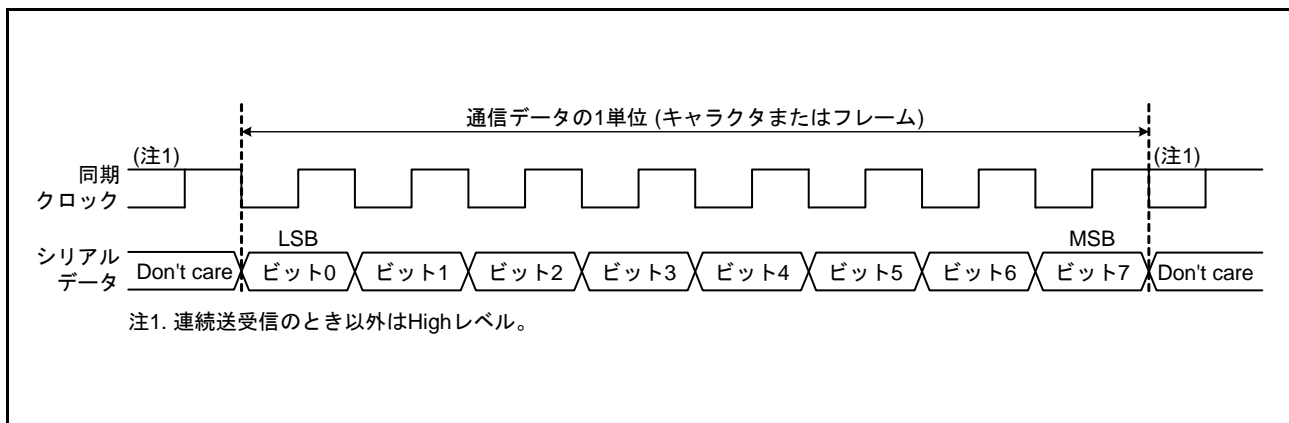 通信データの1単位 (キャラクタまたはフレーム)
(注1)
(注1)
同期
クロック
LSB
MSB
シリアル
データ
Don't care
ビット0
ビット1
ビット2
ビット3
ビット4
ビット5
ビット6
ビット7
Don't care
注1. 連続送受信のとき以外はHighレベル。